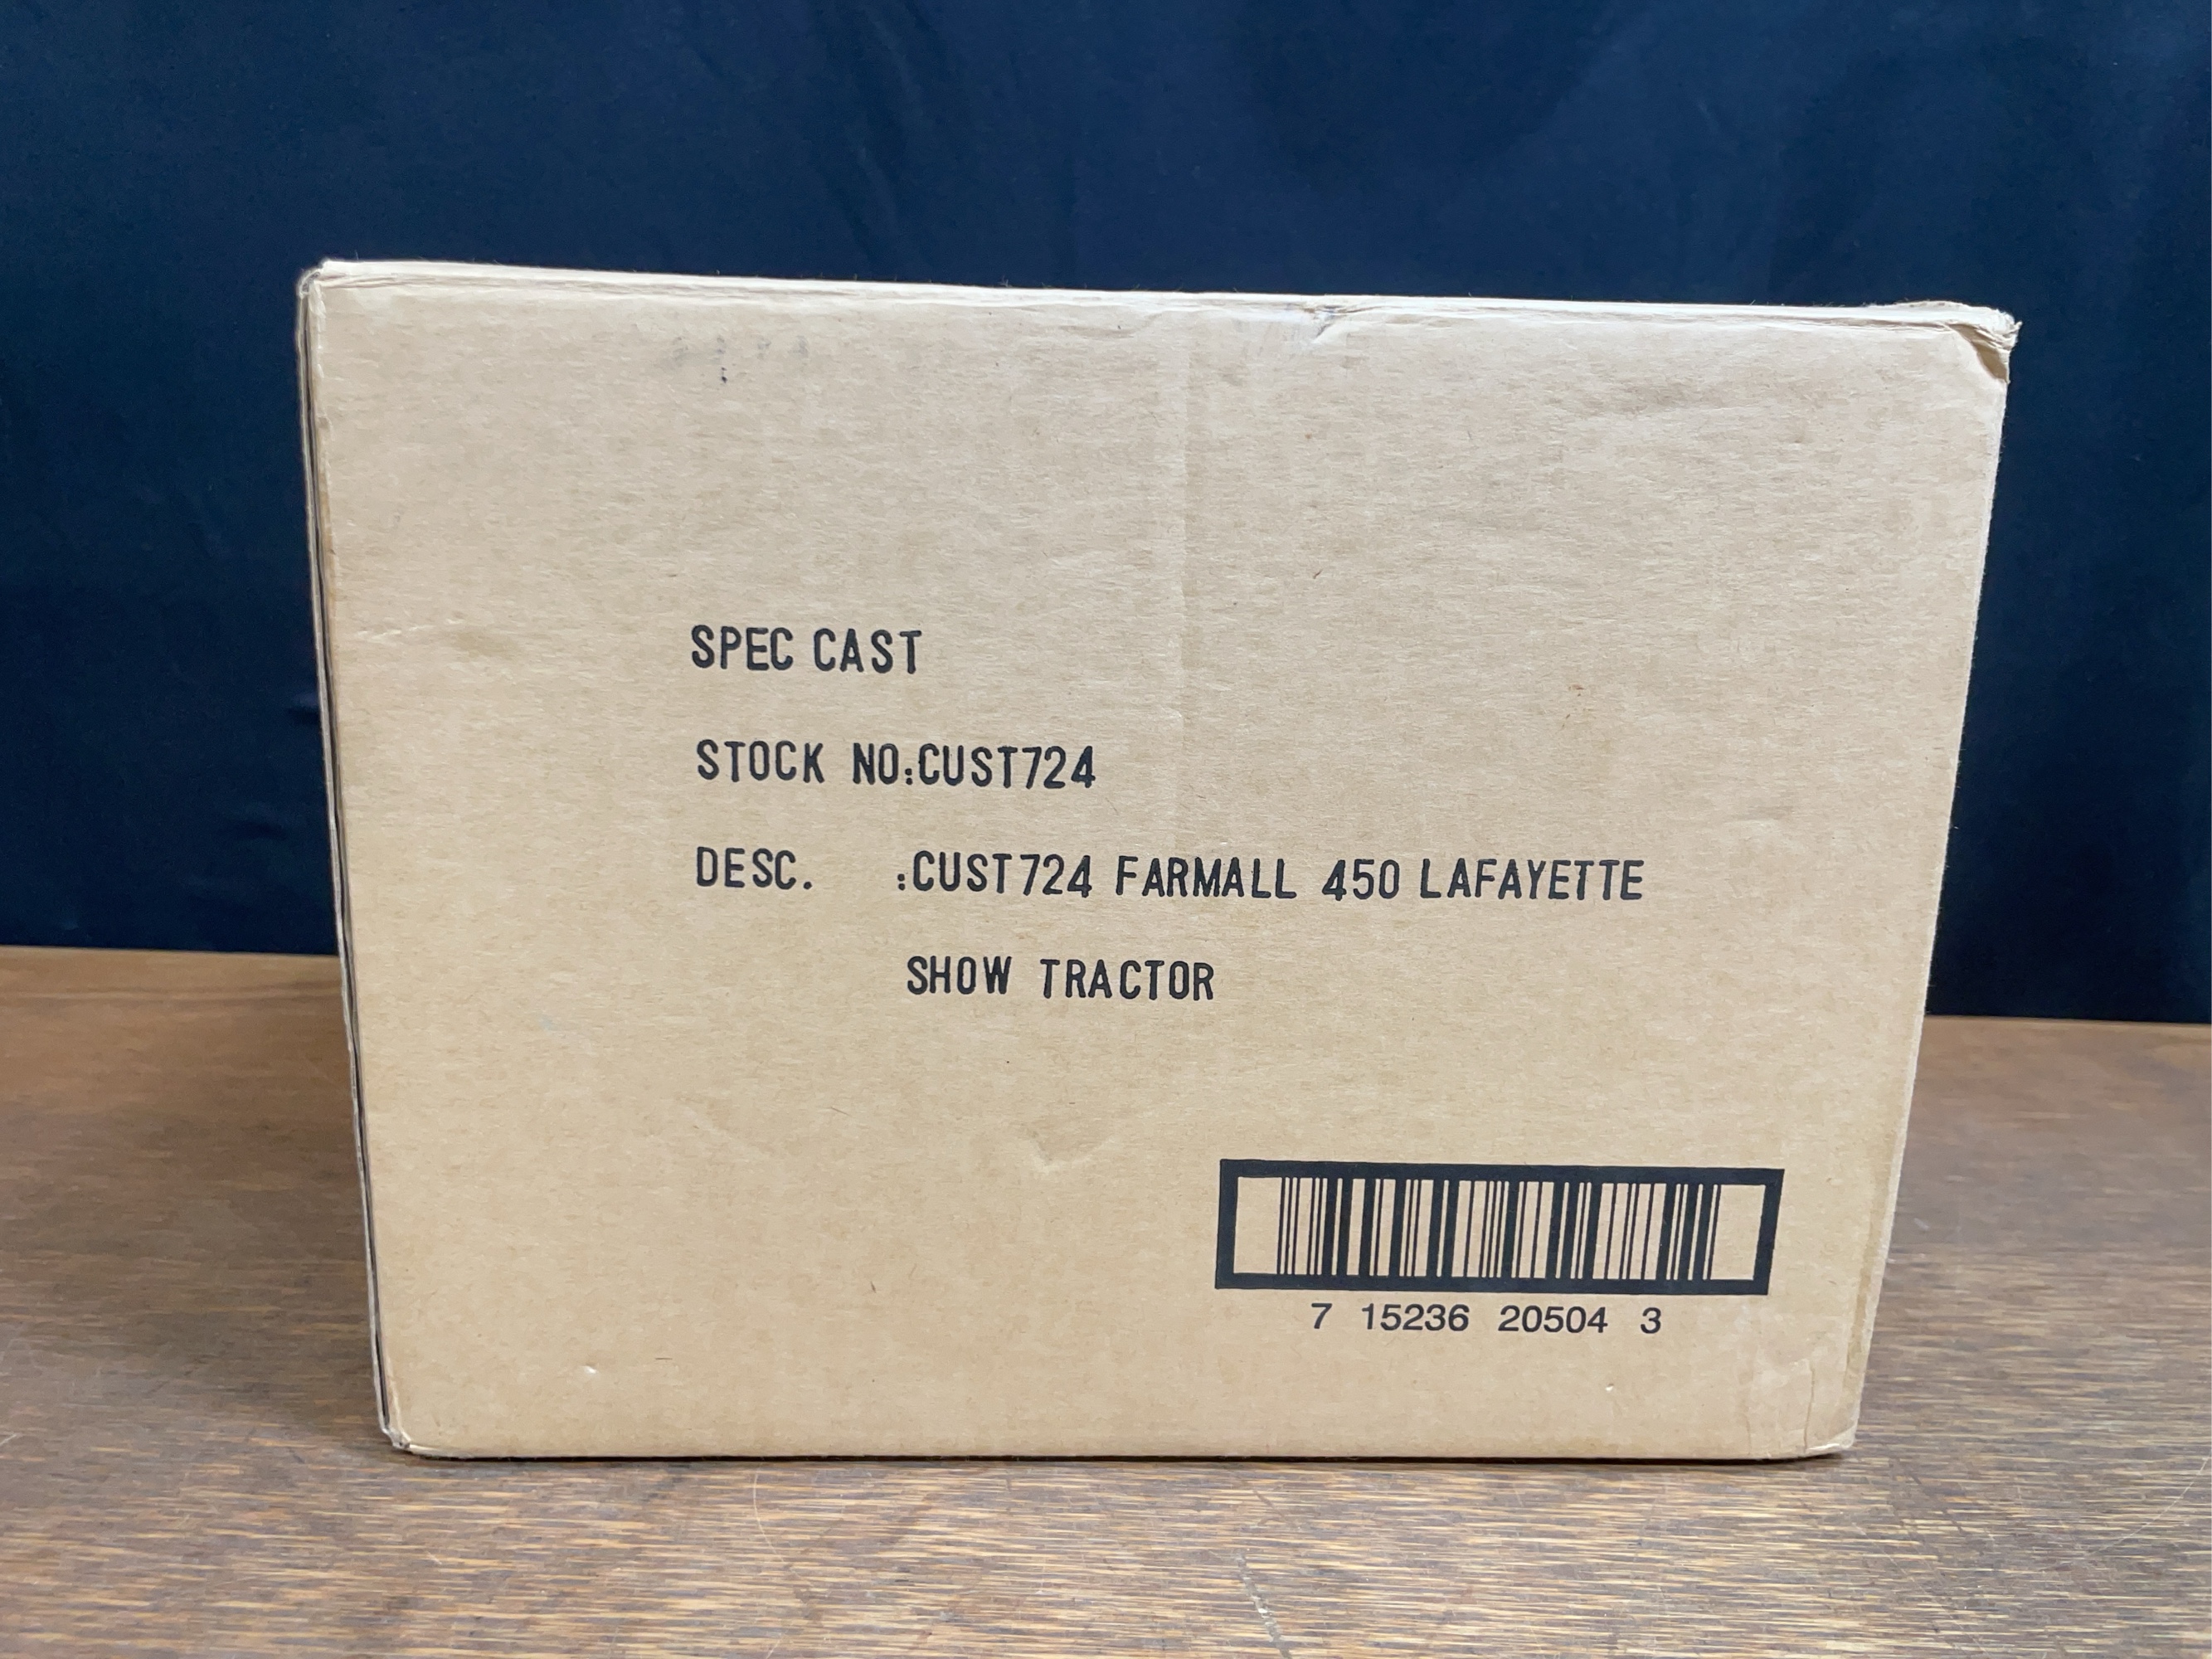 SPEC CAST
STOCK NO:CUST724
DESC. :CUST724 FARMALL 450 LAFAYETTE
SHOW TRACTOR
7 15236 20504 3